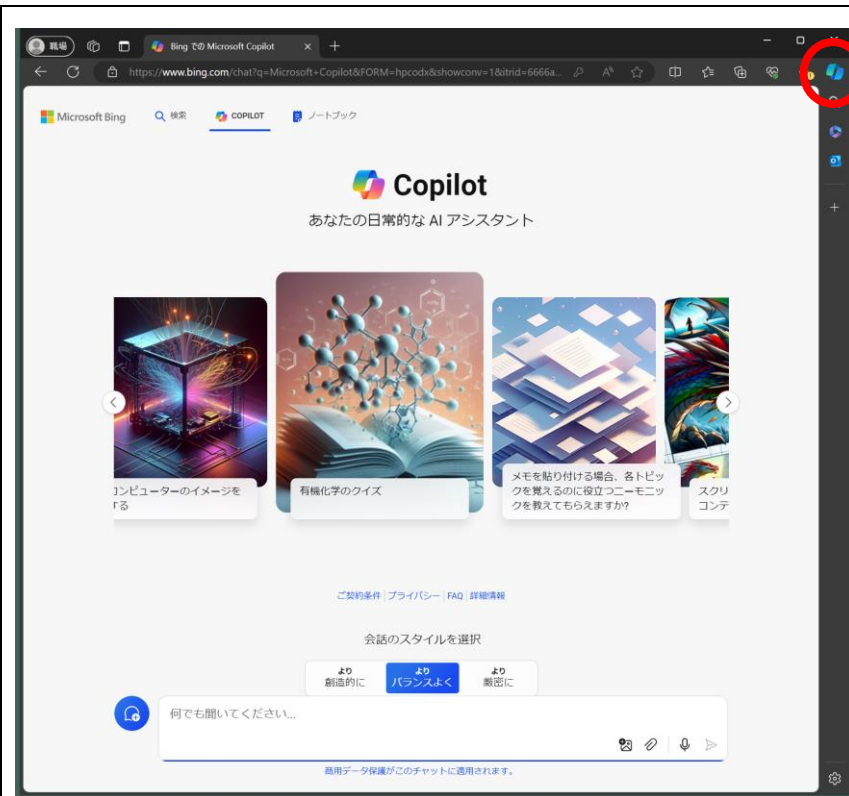 職場
Bing での Microsoft Copilot
https://www.bing.com/chat?q=Microsoft+Copilot&FORM=hpcodx&showconv=1&itrid=6666a...
Microsoft Bing
検索
COPILOT
ノートブック
Copilot
あなたの日常的な AI アシスタント
コンピューターのイメージを
する
有機化学のクイズ
メモを貼り付ける場合、各トピッ
クを覚えるのに役立つニーモニッ
クを教えてもらえますか?
スクリ
コンテ
ご契約条件 | プライバシー | FAQ | 詳細情報
会話のスタイルを選択
より
創造的に
より
バランスよく
より
厳密に
何でも聞いてください...
商用データ保護がこのチャットに適用されます。